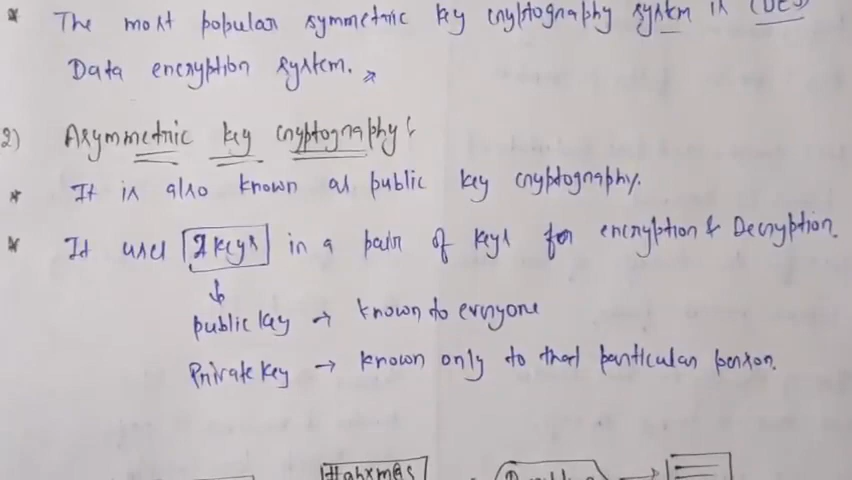 * The most popular symmetric key cryptography system is (DES)
Data encryption system.
2) Asymmetric key cryptography:
* It is also known as public key cryptography.
* It uses 2 keys in a pair of keys for encryption & Decryption.
public key → known to everyone
Private key → known only to that particular person.